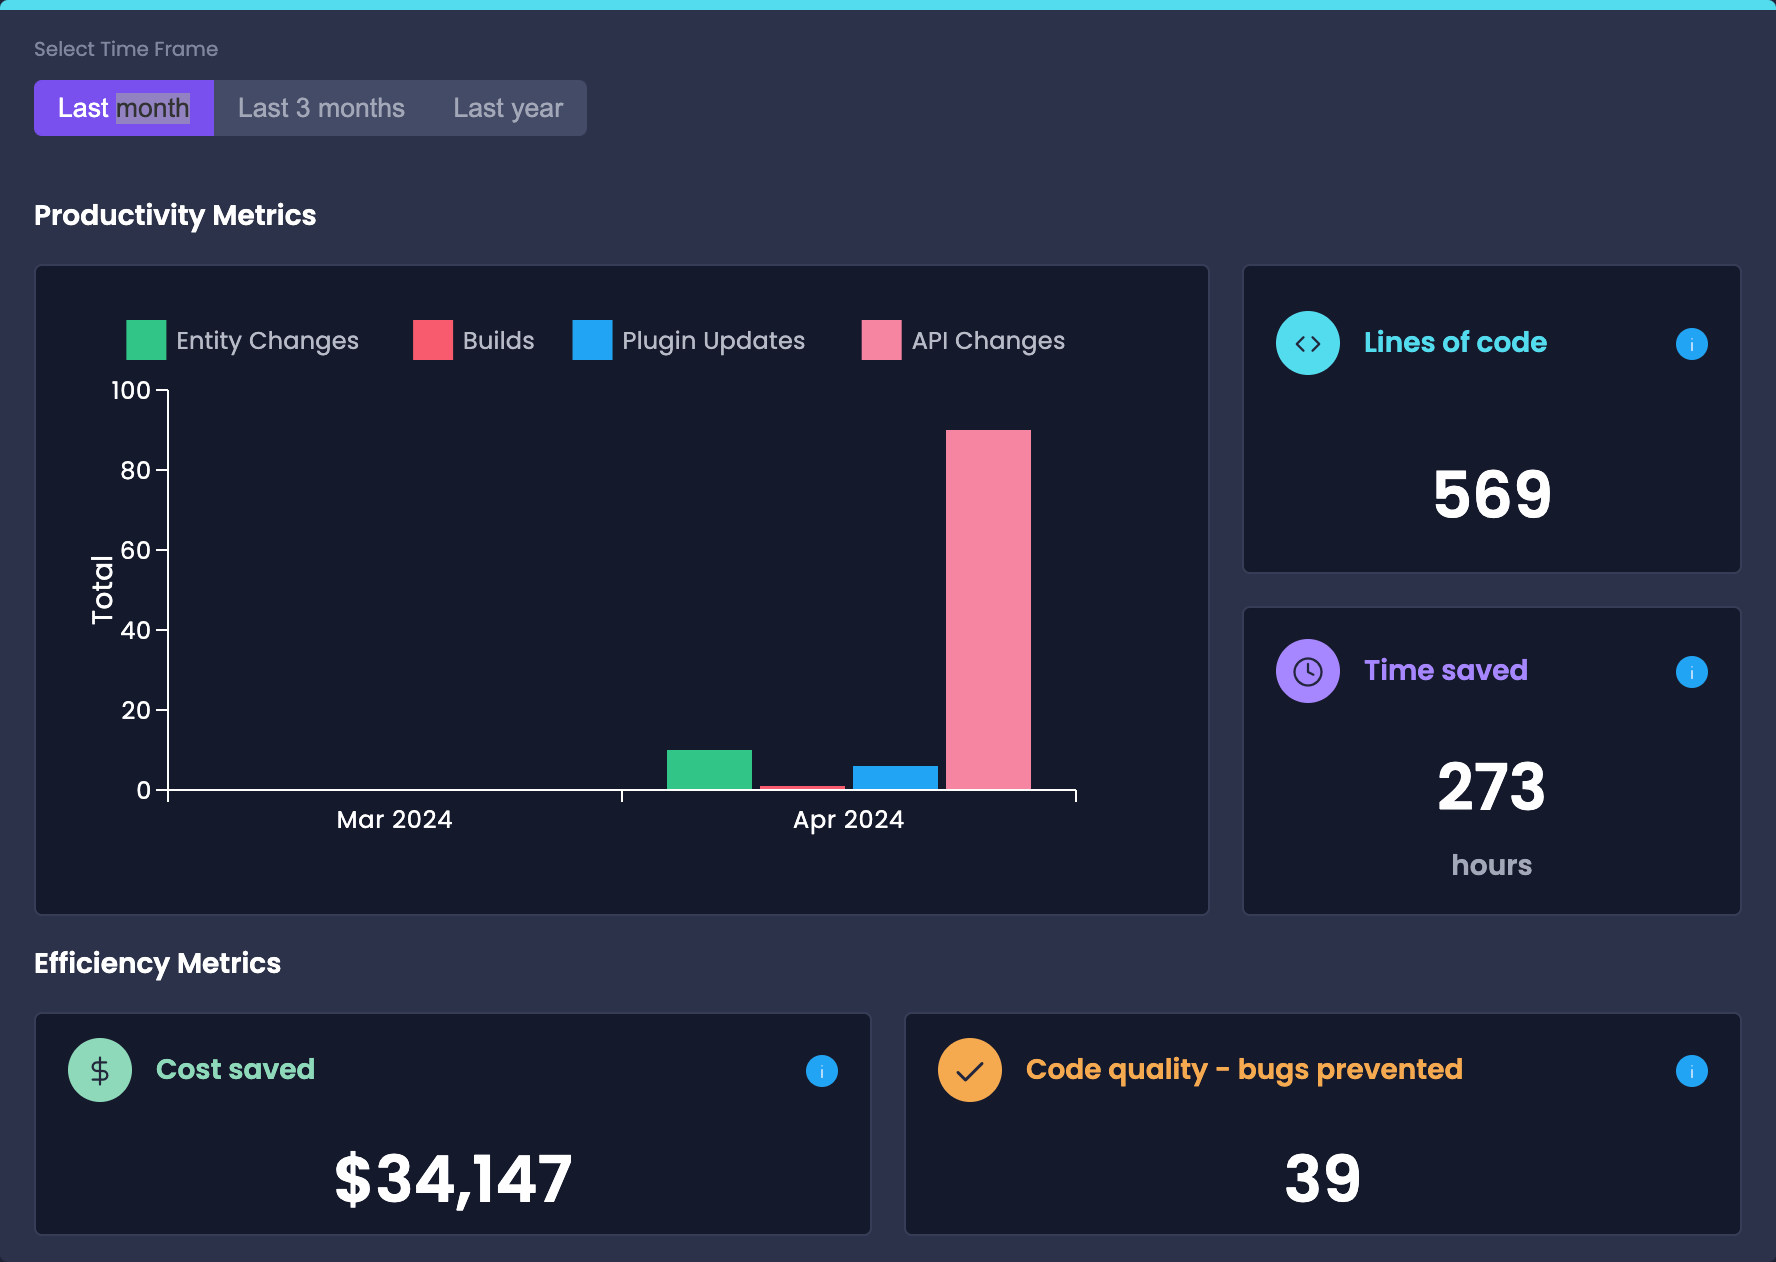 Select Time Frame
Last month Last 3 months Last year
Productivity Metrics
Entity Changes Builds Plugin Updates API Changes
100
80
60
40
20
0
Total
Mar 2024 Apr 2024
Lines of code
i
569
Time saved
i
273
hours
Efficiency Metrics
$ Cost saved
i
$34,147
Code quality - bugs prevented
i
39